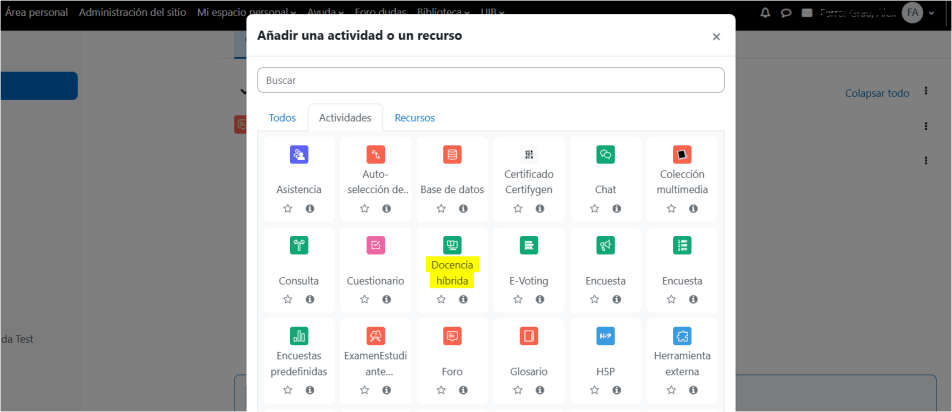 Área personal Administración del sitio Mi espacio personal Ayuda Foro dudas Biblioteca UIB FA
Añadir una actividad o un recurso ×
Buscar
Colapsar todo
Todos Actividades Recursos
Asistencia
Auto-
selección de..
Base de datos
Certificado
Certifygen
Chat
Colección
multimedia
Consulta
Cuestionario
Docencia
híbrida
E-Voting
Encuesta
Encuesta
da Test
Encuestas
predefinidas
ExamenEstudi
ante...
Foro
Glosario
H5P
H5P
Herramienta
externa